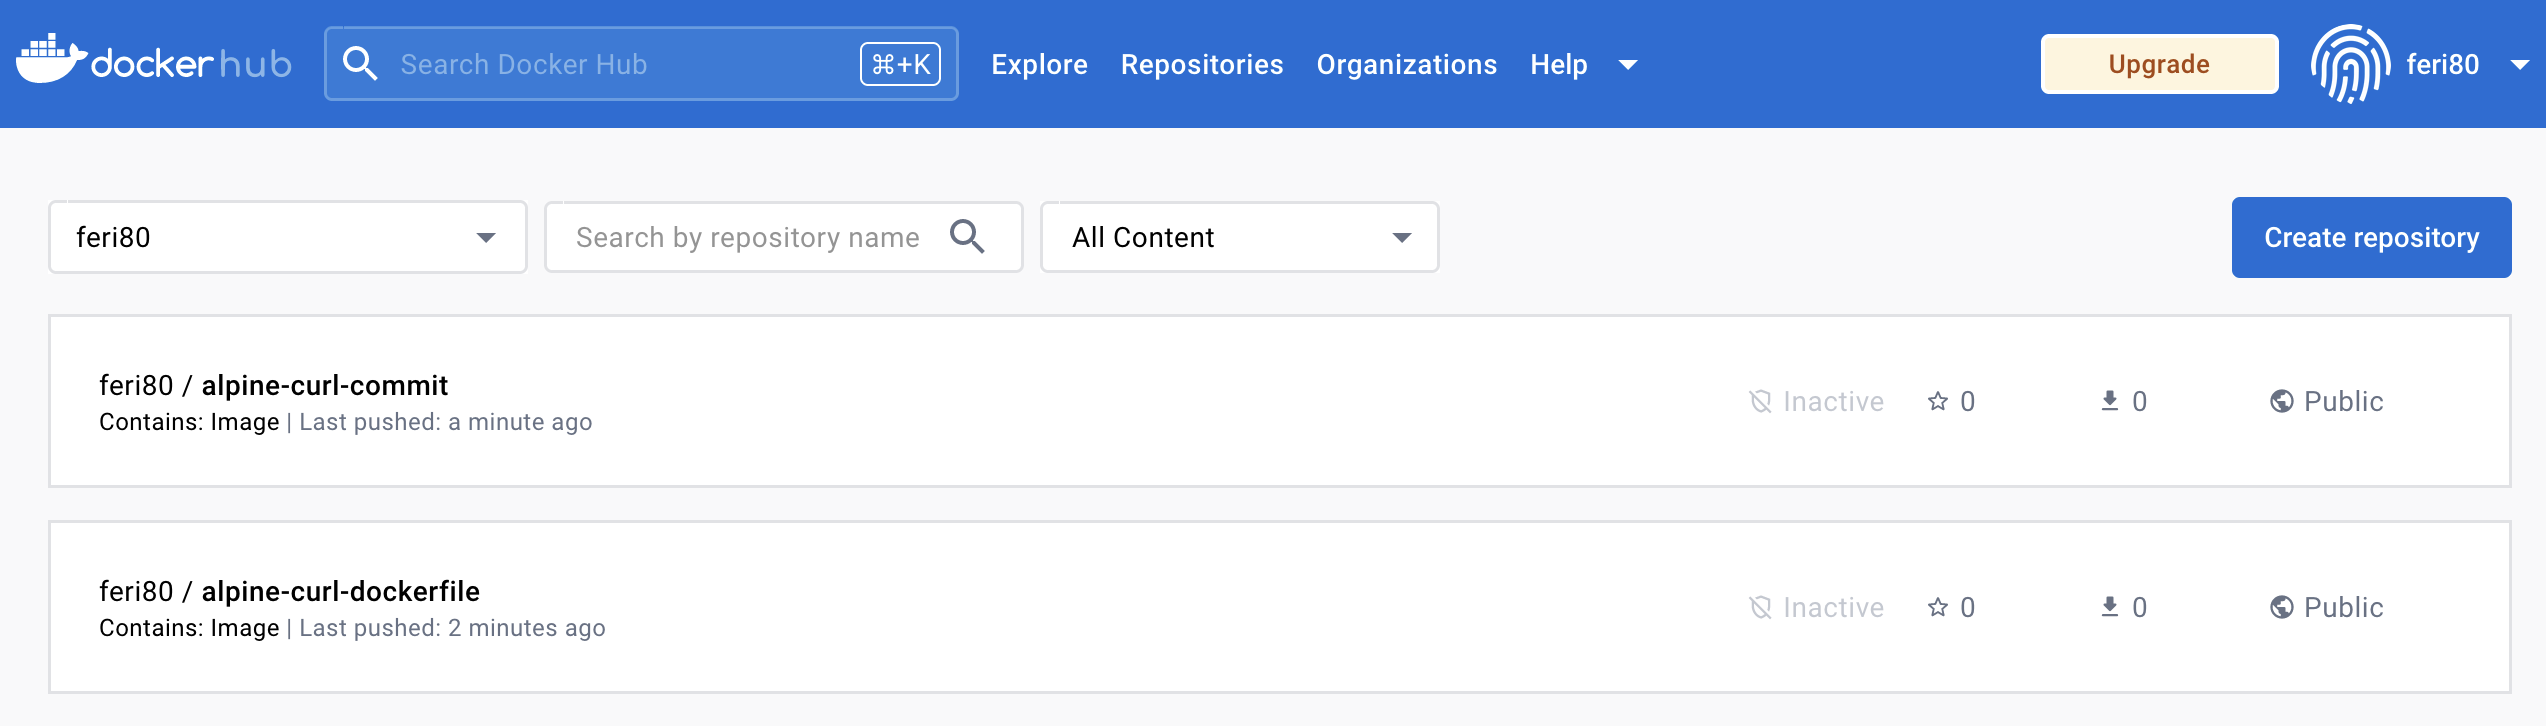 dockerhub
Search Docker Hub
⌘+K
Explore
Repositories
Organizations
Help
Upgrade
feri80
feri80
Search by repository name
All Content
Create repository
feri80 / alpine-curl-commit
Contains: Image | Last pushed: a minute ago
Inactive
0
0
Public
feri80 / alpine-curl-dockerfile
Contains: Image | Last pushed: 2 minutes ago
Inactive
0
0
Public